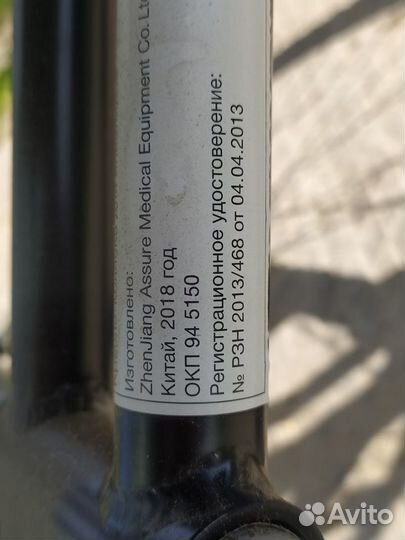 Изготовлено:
ZhenJiang Assure Medical Equipment Co. Ltd
Китай, 2018 год
ОКП 94 5150
Регистрационное удостоверение:
№ РЗН 2013/468 от 04.04.2013
Avito